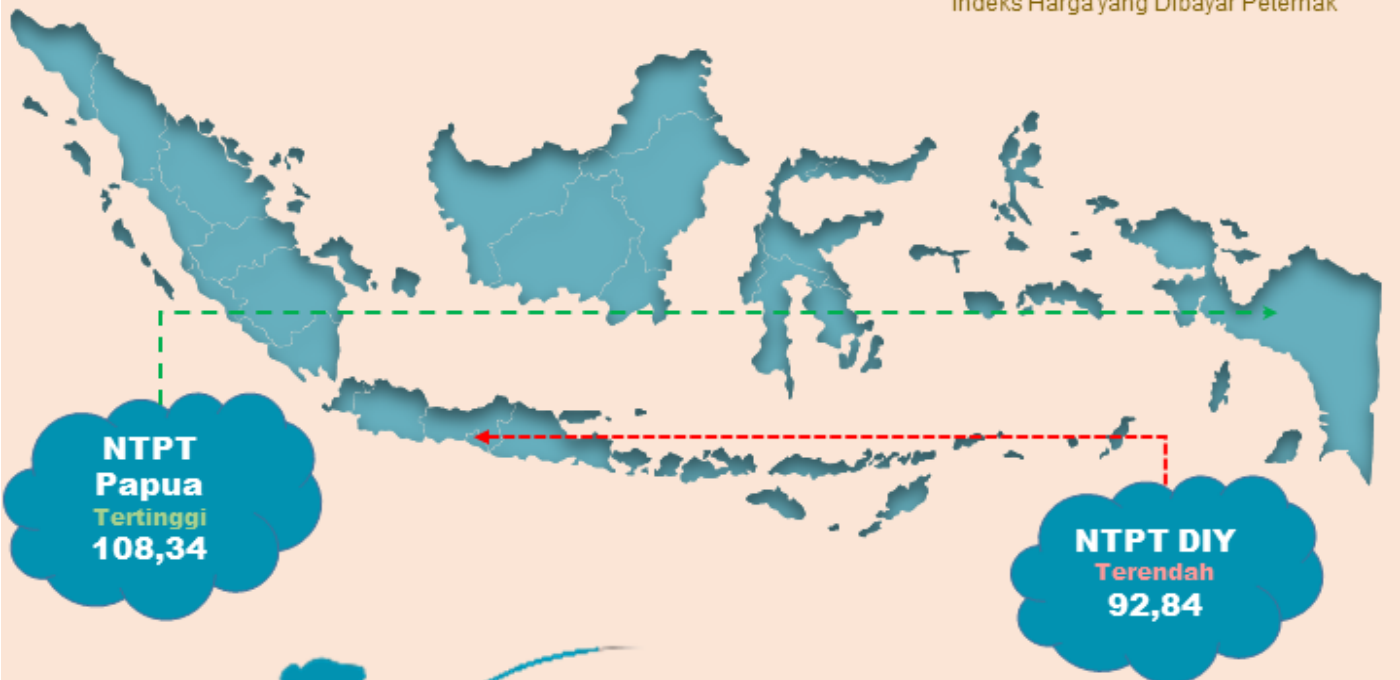 Indeks Harga yang Dibayar Peternak
NTPT
Papua
Tertinggi
108,34
NTPT DIY
Terendah
92,84